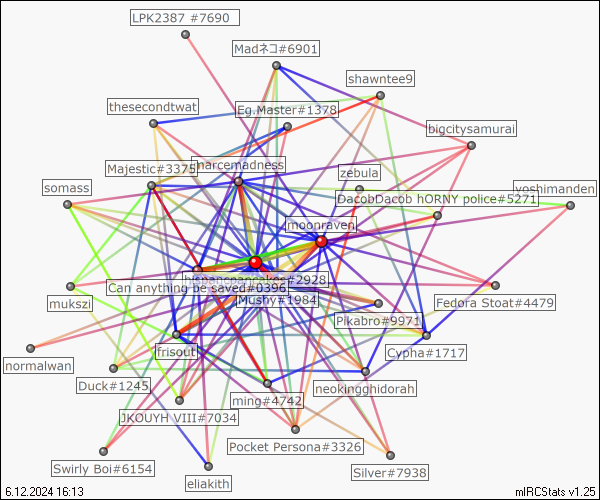 LPK2387 #7690
Madネコ#6901
shawntee9
thesecondtwat
Eg.Master#1378
bigcitysamurai
Majestic#3375
narcemadness
zebula
somass
yoshimanden
DacobDacob hORNY police#5271
moonraven
hispanicpancakes#2928
Can anything be saved#0396
Mushy#1984
mukszi
Fedora Stoat#4479
Pikabro#9971
normalwan
frisout
Cypha#1717
Duck#1245
ming#4742
neokingghidorah
JKOUYH VIII#7034
Pocket Persona#3326
Swirly Boi#6154
Silver#7938
eliakith
6.12.2024 16:13
mIRCStats v1.25